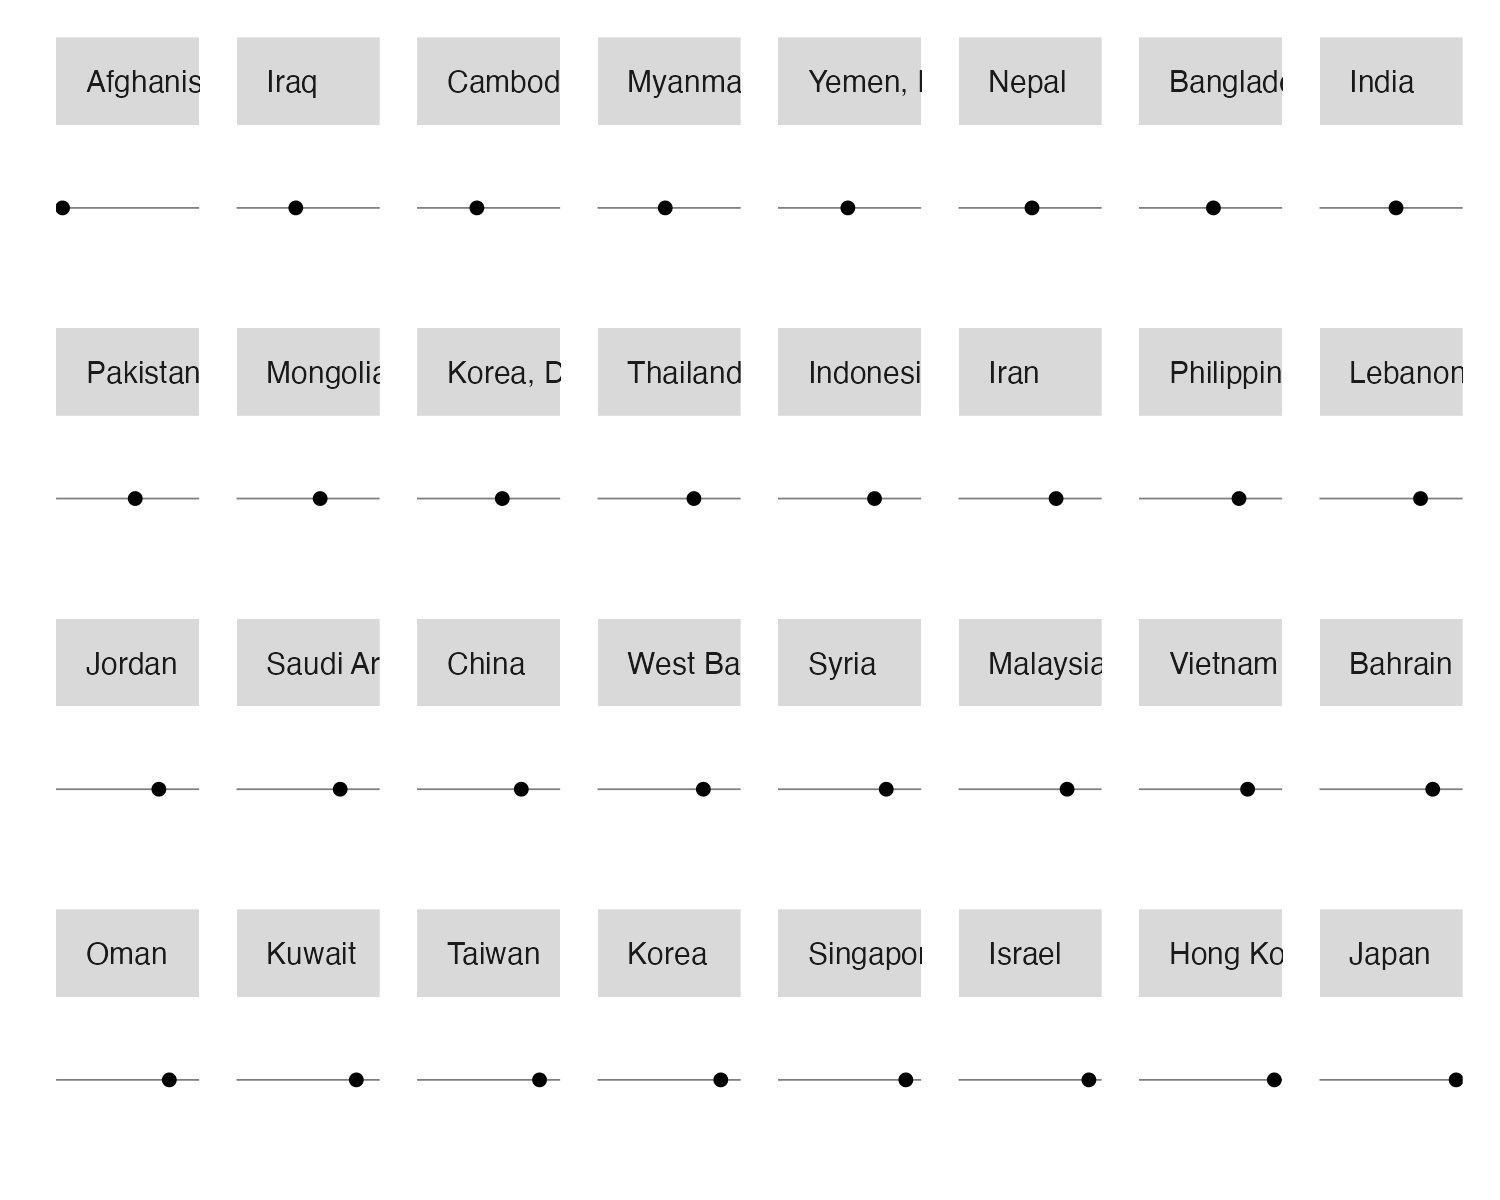 Afghanis
Iraq
Cambod
Myanma
Yemen,
Nepal
Banglade
India
Pakistan
Mongolia
Korea, D
Thailand
Indonesi
Iran
Philippin
Lebanon
Jordan
Saudi Ar
China
West Ba
Syria
Malaysia
Vietnam
Bahrain
Oman
Kuwait
Taiwan
Korea
Singapor
Israel
Hong Ko
Japan